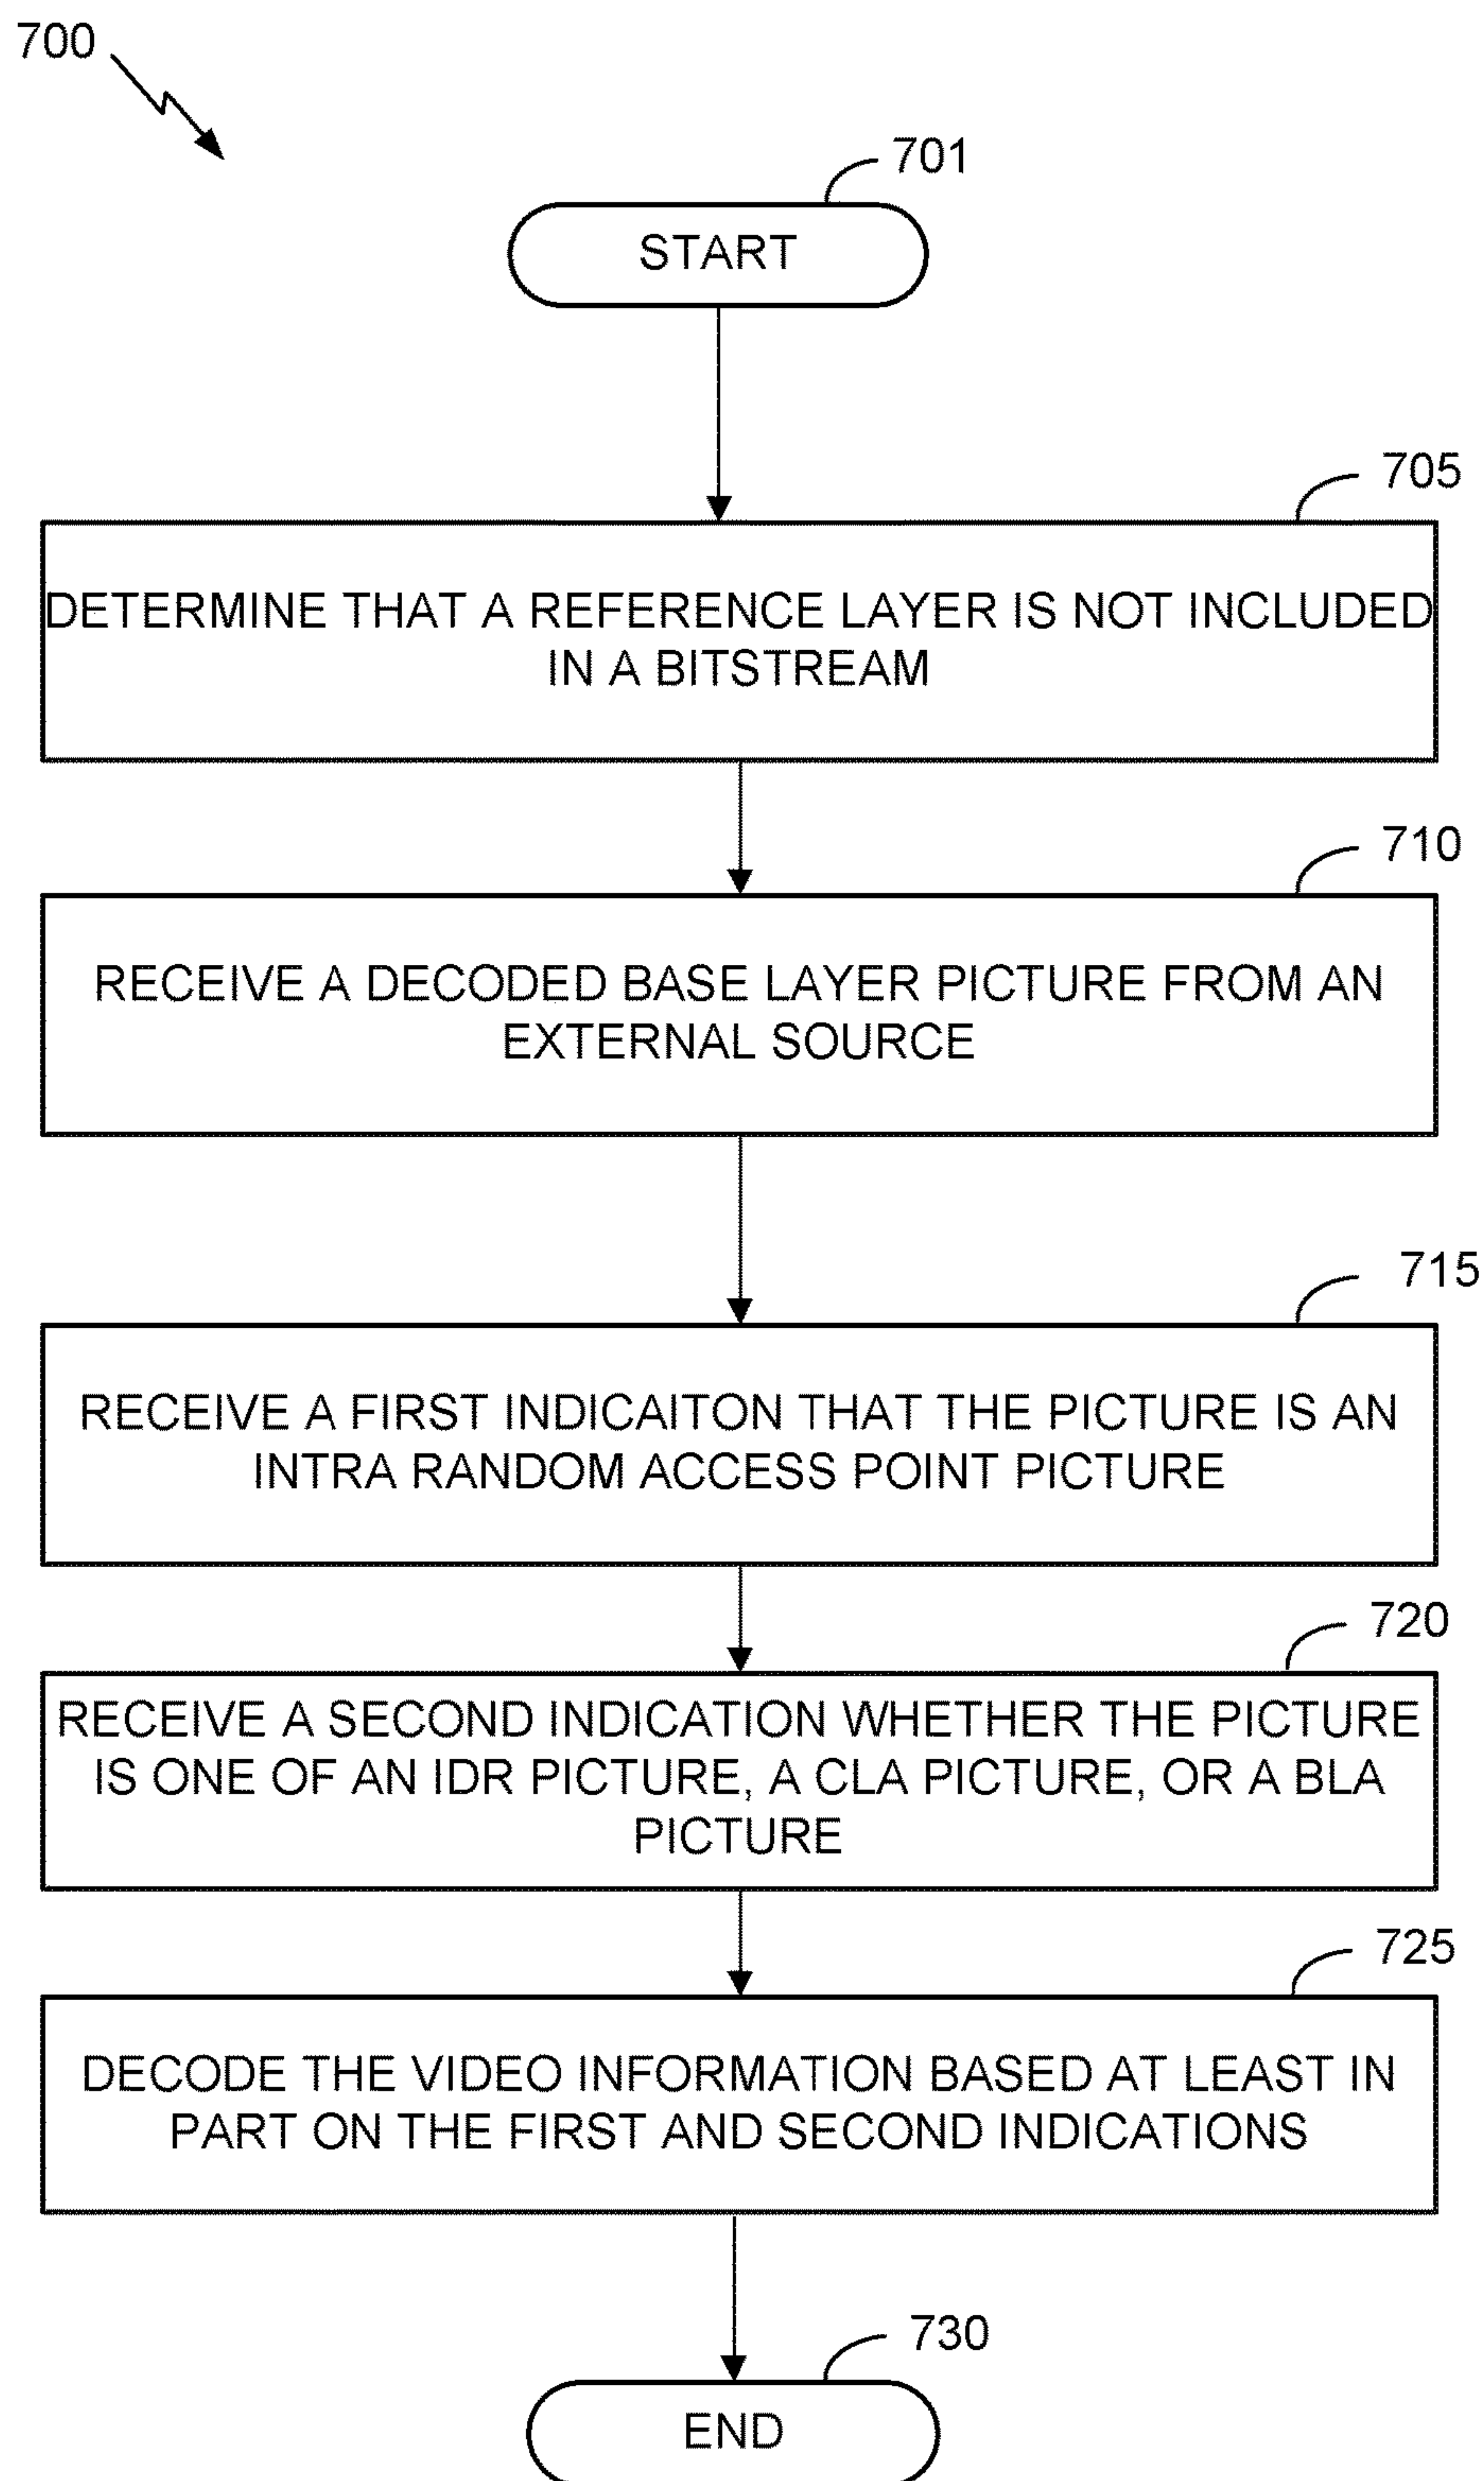 700
701
START
705
DETERMINE THAT A REFERENCE LAYER IS NOT INCLUDED
IN A BITSTREAM
710
RECEIVE A DECODED BASE LAYER PICTURE FROM AN
EXTERNAL SOURCE
715
RECEIVE A FIRST INDICAITON THAT THE PICTURE IS AN
INTRA RANDOM ACCESS POINT PICTURE
720
RECEIVE A SECOND INDICATION WHETHER THE PICTURE
IS ONE OF AN IDR PICTURE, A CLA PICTURE, OR A BLA
PICTURE
725
DECODE THE VIDEO INFORMATION BASED AT LEAST IN
PART ON THE FIRST AND SECOND INDICATIONS
730
END